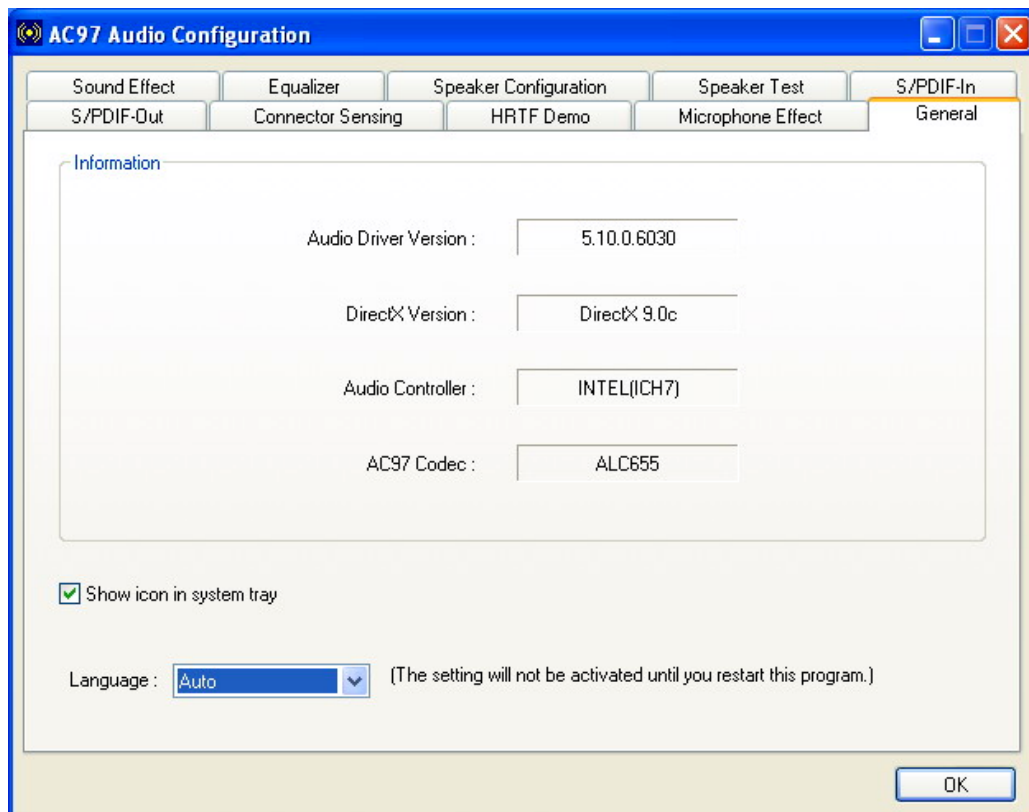 AC97 Audio Configuration
Sound Effect Equalizer Speaker Configuration Speaker Test S/PDIF-In
S/PDIF-Out Connector Sensing HRTF Demo Microphone Effect General
Information
Audio Driver Version : 5.10.0.6030
DirectX Version : DirectX 9.0c
Audio Controller : INTEL(ICH7)
AC97 Codec : ALC655
Show icon in system tray
Language : Auto (The setting will not be activated until you restart this program.)
OK